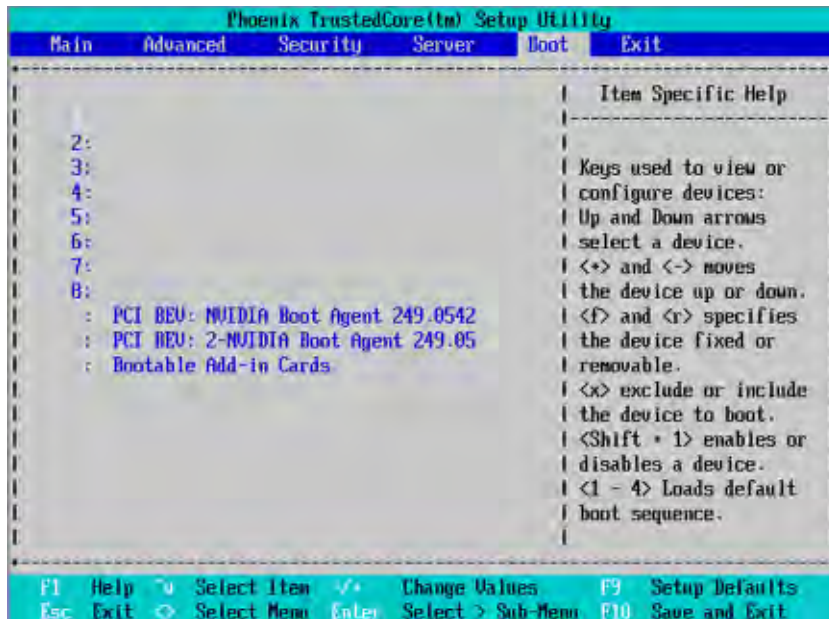 Phoenix TrustedCore(tm) Setup Utility
Main Advanced Security Server Boot Exit
Item Specific Help
2:
3:
4:
5:
6:
7:
8:
: PCI BEV: NVIDIA Boot Agent 249.0542
: PCI BEV: 2-NVIDIA Boot Agent 249.05
: Bootable Add-in Cards
Keys used to view or
configure devices:
Up and Down arrows
select a device.
<+> and <-> moves
the device up or down.
<f> and <r> specifies
the device fixed or
removable.
<x> exclude or include
the device to boot.
<Shift + 1> enables or
disables a device.
<1 - 4> Loads default
boot sequence.
F1 Help ^v Select Item -/+ Change Values F9 Setup Defaults
Esc Exit <> Select Menu Enter Select > Sub-Menu F10 Save and Exit